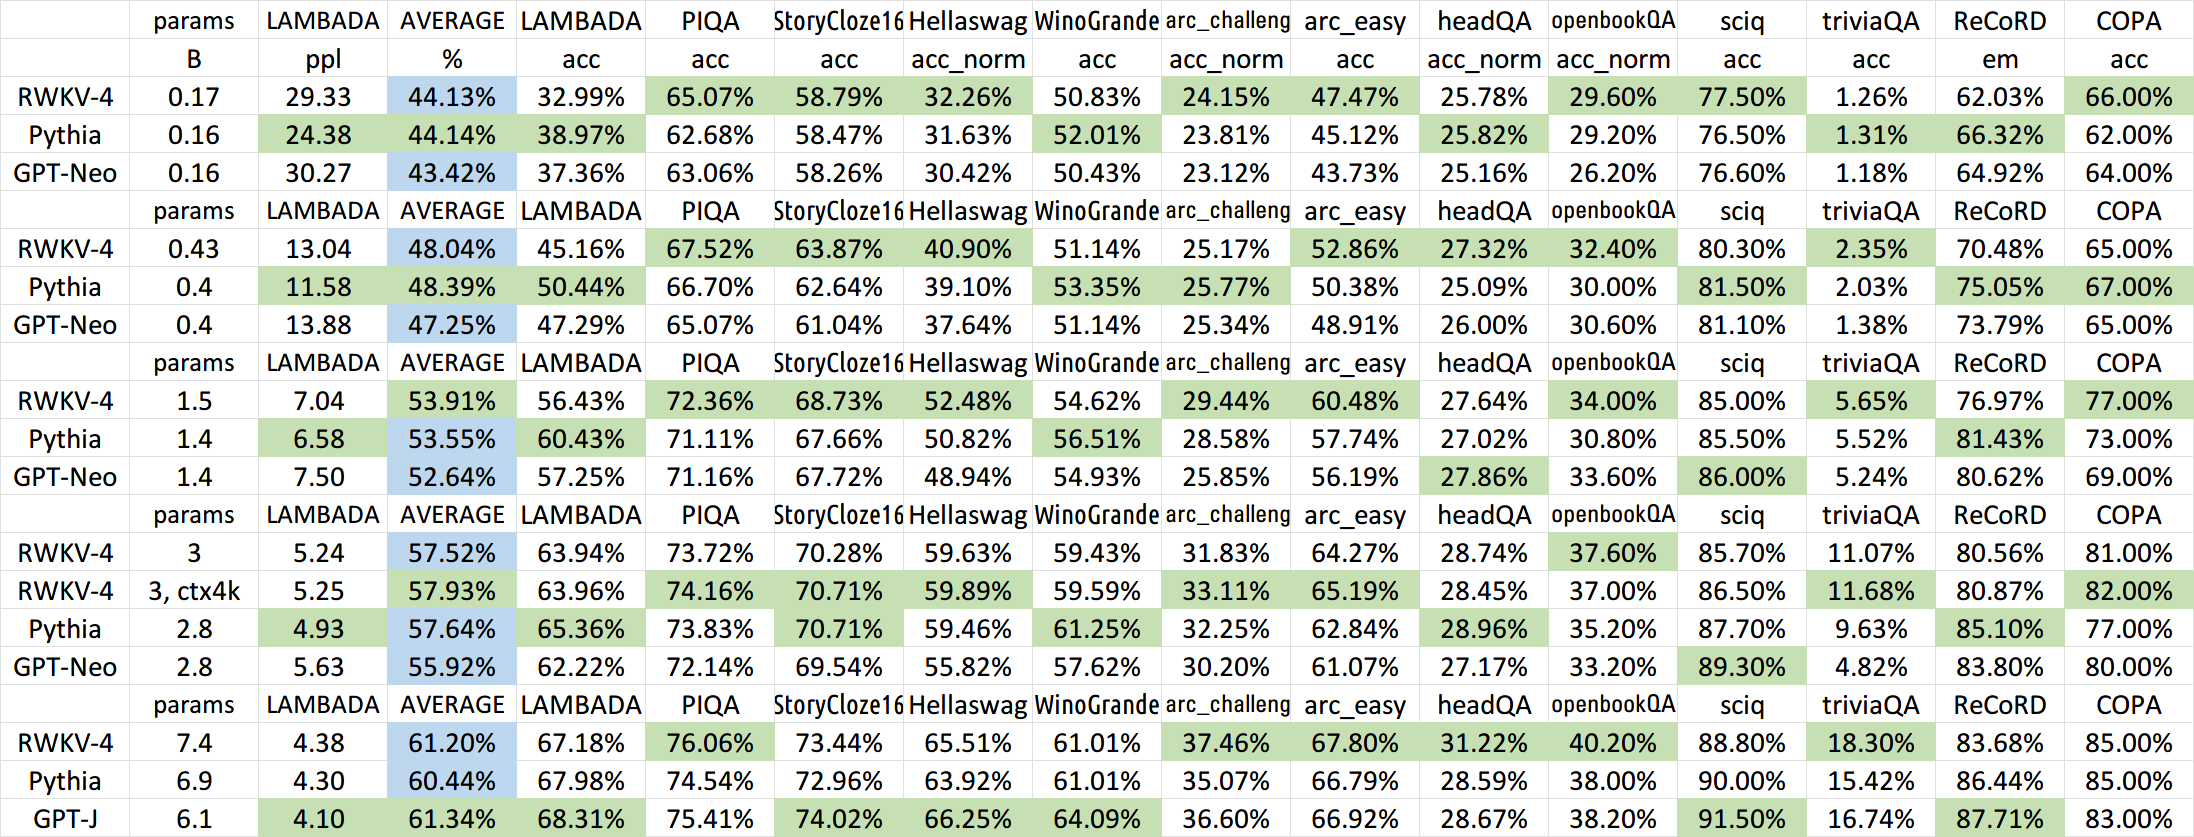 params LAMBADA AVERAGE LAMBADA PIQA StoryCloze16 Hellaswag WinoGrande arc_challeng arc_easy headQA openbookQA sciq triviaQA ReCoRD COPA
B ppl % acc acc acc acc_norm acc acc_norm acc acc_norm acc_norm acc acc em acc
RWKV-4 0.17 29.33 44.13% 32.99% 65.07% 58.79% 32.26% 50.83% 24.15% 47.47% 25.78% 29.60% 77.50% 1.26% 62.03% 66.00%
Pythia 0.16 24.38 44.14% 38.97% 62.68% 58.47% 31.63% 52.01% 23.81% 45.12% 25.82% 29.20% 76.50% 1.31% 66.32% 62.00%
GPT-Neo 0.16 30.27 43.42% 37.36% 63.06% 58.26% 30.42% 50.43% 23.12% 43.73% 25.16% 26.20% 76.60% 1.18% 64.92% 64.00%
params LAMBADA AVERAGE LAMBADA PIQA StoryCloze16 Hellaswag WinoGrande arc_challeng arc_easy headQA openbookQA sciq triviaQA ReCoRD COPA
RWKV-4 0.43 13.04 48.04% 45.16% 67.52% 63.87% 40.90% 51.14% 25.17% 52.86% 27.32% 32.40% 80.30% 2.35% 70.48% 65.00%
Pythia 0.4 11.58 48.39% 50.44% 66.70% 62.64% 39.10% 53.35% 25.77% 50.38% 25.09% 30.00% 81.50% 2.03% 75.05% 67.00%
GPT-Neo 0.4 13.88 47.25% 47.29% 65.07% 61.04% 37.64% 51.14% 25.34% 48.91% 26.00% 30.60% 81.10% 1.38% 73.79% 65.00%
params LAMBADA AVERAGE LAMBADA PIQA StoryCloze16 Hellaswag WinoGrande arc_challeng arc_easy headQA openbookQA sciq triviaQA ReCoRD COPA
RWKV-4 1.5 7.04 53.91% 56.43% 72.36% 68.73% 52.48% 54.62% 29.44% 60.48% 27.64% 34.00% 85.00% 5.65% 76.97% 77.00%
Pythia 1.4 6.58 53.55% 60.43% 71.11% 67.66% 50.82% 56.51% 28.58% 57.74% 27.02% 30.80% 85.50% 5.52% 81.43% 73.00%
GPT-Neo 1.4 7.50 52.64% 57.25% 71.16% 67.72% 48.94% 54.93% 25.85% 56.19% 27.86% 33.60% 86.00% 5.24% 80.62% 69.00%
params LAMBADA AVERAGE LAMBADA PIQA StoryCloze16 Hellaswag WinoGrande arc_challeng arc_easy headQA openbookQA sciq triviaQA ReCoRD COPA
RWKV-4 3 5.24 57.52% 63.94% 73.72% 70.28% 59.63% 59.43% 31.83% 64.27% 28.74% 37.60% 85.70% 11.07% 80.56% 81.00%
RWKV-4 3, ctx4k 5.25 57.93% 63.96% 74.16% 70.71% 59.89% 59.59% 33.11% 65.19% 28.45% 37.00% 86.50% 11.68% 80.87% 82.00%
Pythia 2.8 4.93 57.64% 65.36% 73.83% 70.71% 59.46% 61.25% 32.25% 62.84% 28.96% 35.20% 87.70% 9.63% 85.10% 77.00%
GPT-Neo 2.8 5.63 55.92% 62.22% 72.14% 69.54% 55.82% 57.62% 30.20% 61.07% 27.17% 33.20% 89.30% 4.82% 83.80% 80.00%
params LAMBADA AVERAGE LAMBADA PIQA StoryCloze16 Hellaswag WinoGrande arc_challeng arc_easy headQA openbookQA sciq triviaQA ReCoRD COPA
RWKV-4 7.4 4.38 61.20% 67.18% 76.06% 73.44% 65.51% 61.01% 37.46% 67.80% 31.22% 40.20% 88.80% 18.30% 83.68% 85.00%
Pythia 6.9 4.30 60.44% 67.98% 74.54% 72.96% 63.92% 61.01% 35.07% 66.79% 28.59% 38.00% 90.00% 15.42% 86.44% 85.00%
GPT-J 6.1 4.10 61.34% 68.31% 75.41% 74.02% 66.25% 64.09% 36.60% 66.92% 28.67% 38.20% 91.50% 16.74% 87.71% 83.00%